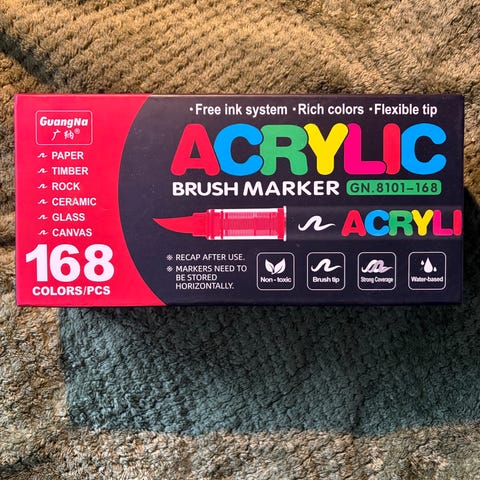 GuangNa
广纳®
PAPER
TIMBER
ROCK
CERAMIC
GLASS
CANVAS
168
COLORS/PCS
•Free ink system •Rich colors •Flexible tip
ACRYLIC
BRUSH MARKER GN.8101-168
ACRYLI
※ RECAP AFTER USE.
※ MARKERS NEED TO
BE STORED
HORIZONTALLY.
Non-toxic
Brush tip
Strong Coverage
Water-based